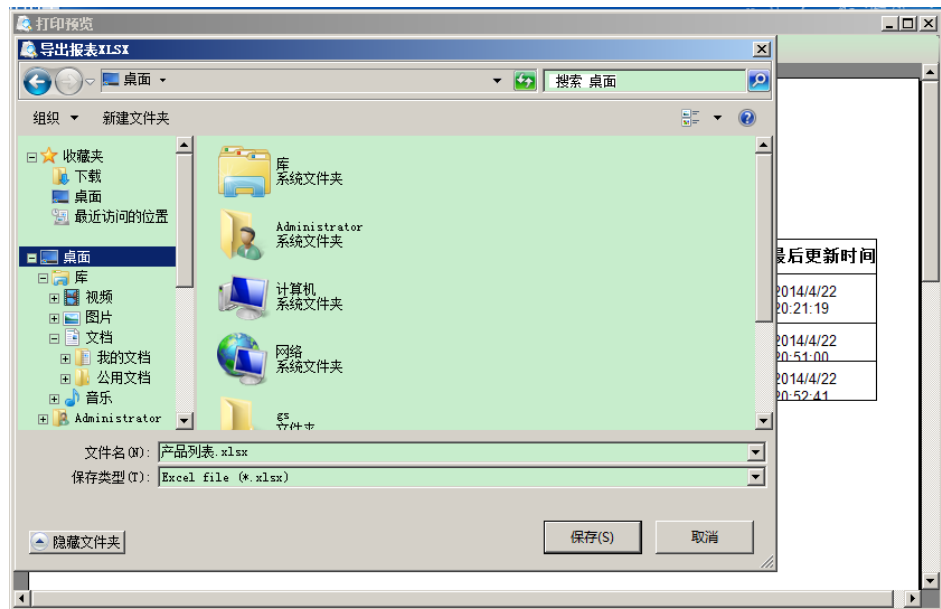 打印预览
导出报表XLSX
桌面
搜索 桌面
组织
新建文件夹
收藏夹
下载
桌面
最近访问的位置
桌面
库
视频
图片
文档
我的文档
公用文档
音乐
Administrator
库
系统文件夹
Administrator
系统文件夹
计算机
系统文件夹
网络
系统文件夹
gs
文件夹
最后更新时间
2014/4/22
20:21:19
2014/4/22
20:51:00
2014/4/22
20:52:41
文件名(N): 产品列表.xlsx
保存类型(T): Excel file (*.xlsx)
隐藏文件夹
保存(S)
取消